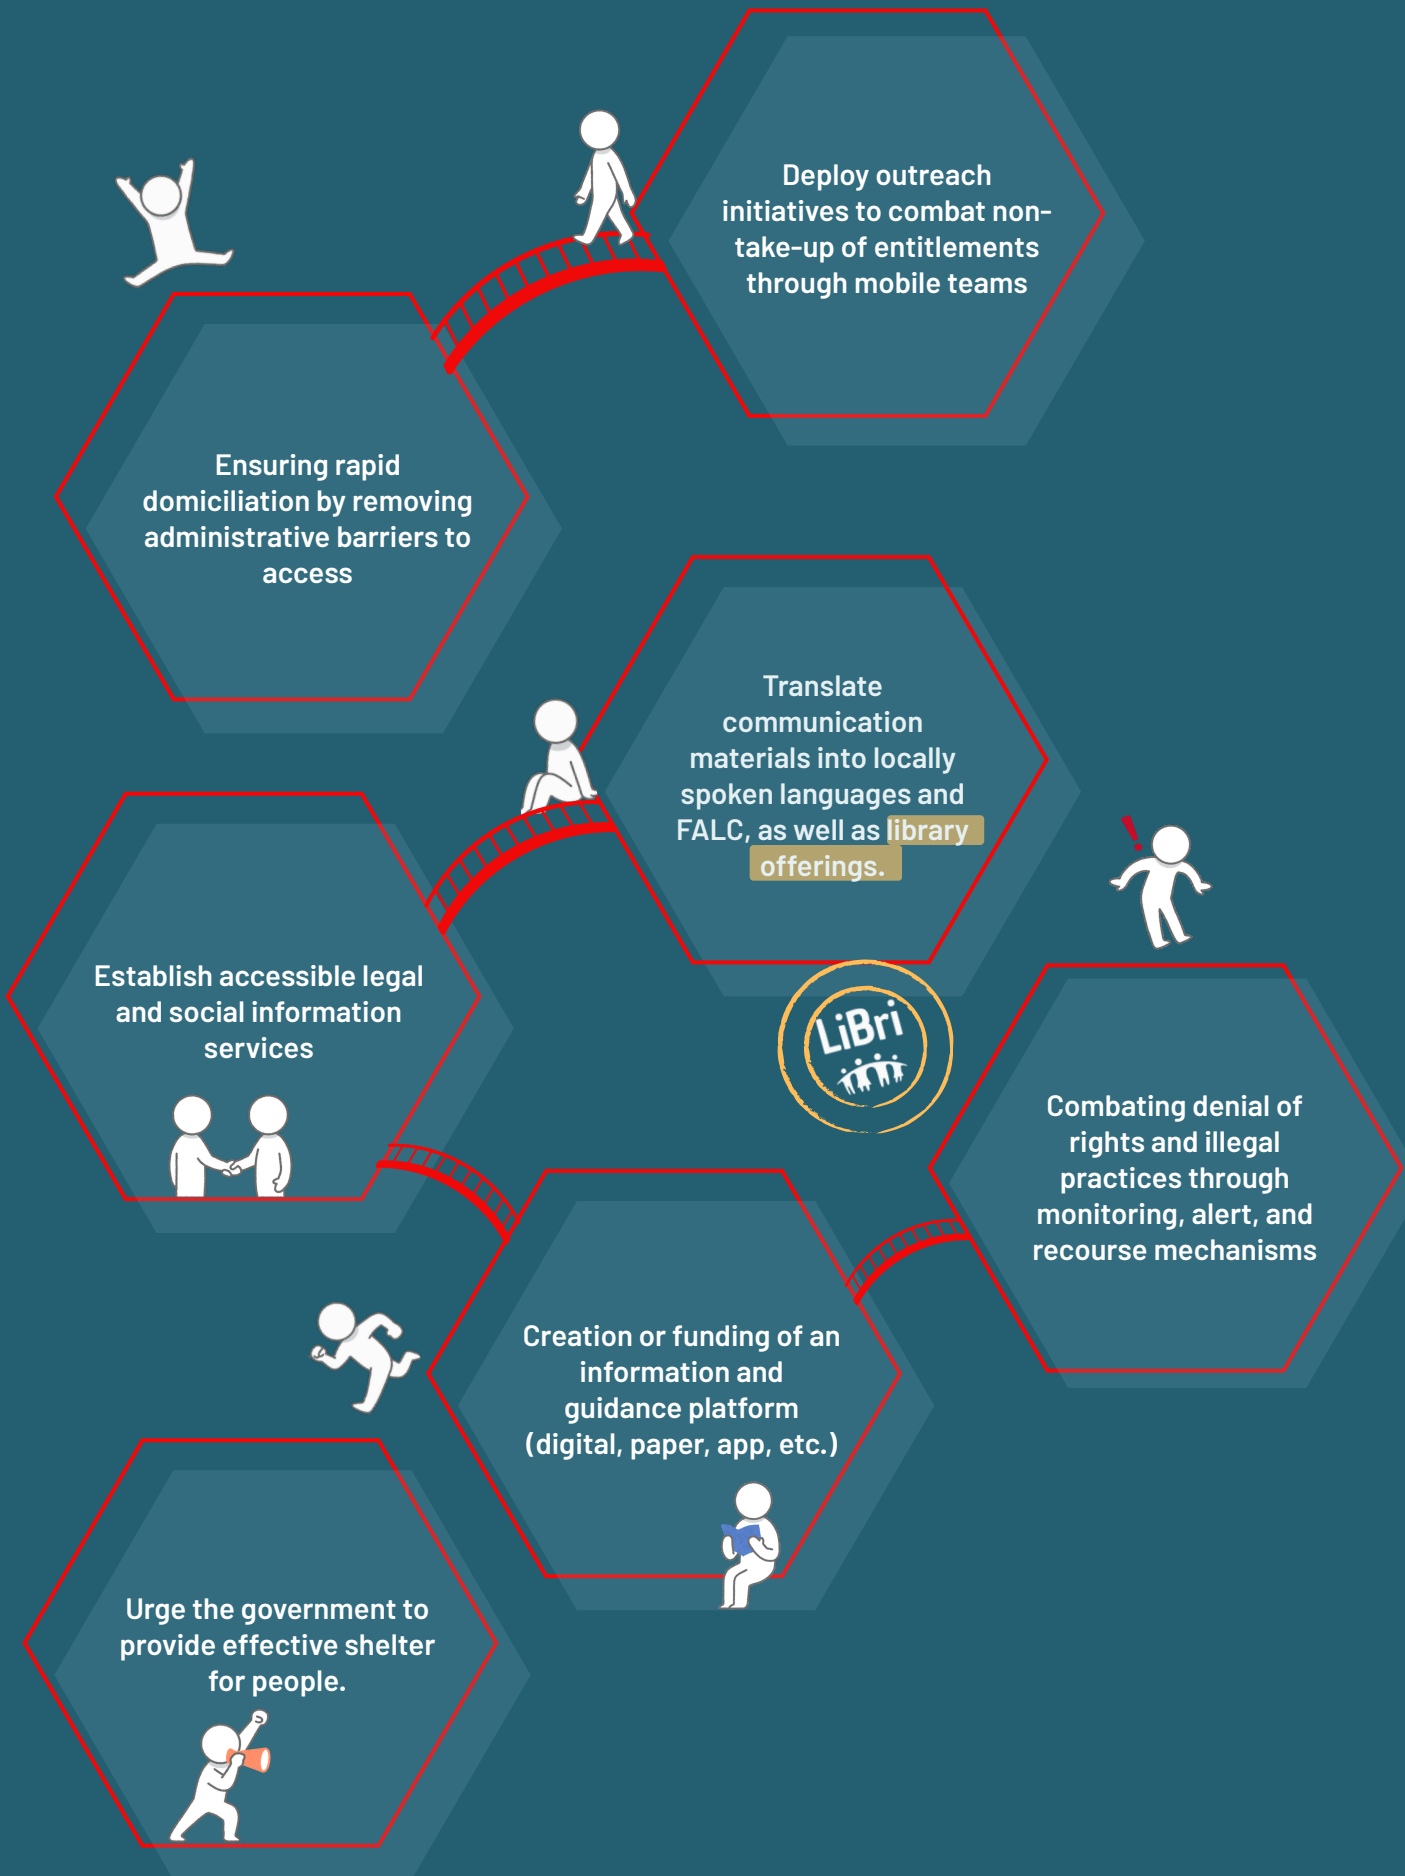 Deploy outreach
initiatives to combat non-
take-up of entitlements
through mobile teams
Ensuring rapid
domiciliation by removing
administrative barriers to
access
Translate
communication
materials into locally
spoken languages and
FALC, as well as library
offerings.
Establish accessible legal
and social information
services
LiBri
Combating denial of
rights and illegal
practices through
monitoring, alert, and
recourse mechanisms
Creation or funding of an
information and
guidance platform
(digital, paper, app, etc.)
Urge the government to
provide effective shelter
for people.